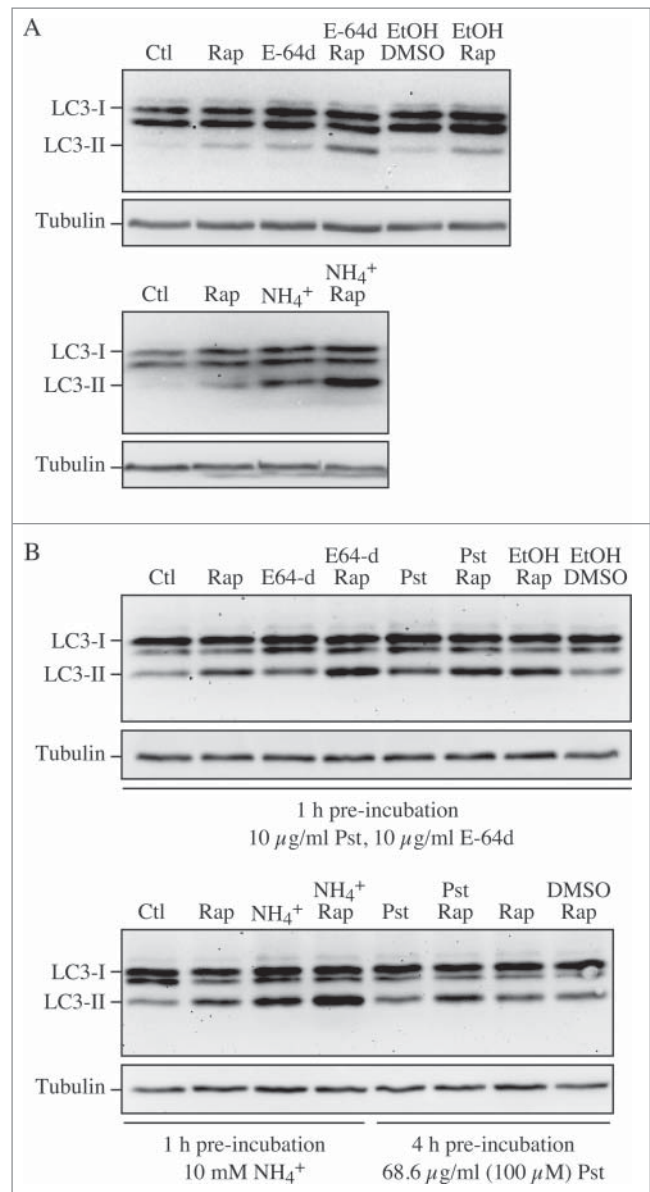 A
Ctl Rap E-64d E-64d Rap EtOH DMSO EtOH Rap
LC3-I
LC3-II
Tubulin
Ctl Rap NH₄⁺ NH₄⁺ Rap
LC3-I
LC3-II
Tubulin
B
Ctl Rap E64-d E64-d Rap Pst Pst Rap EtOH Rap EtOH DMSO
LC3-I
LC3-II
Tubulin
1 h pre-incubation
10 µg/ml Pst, 10 µg/ml E-64d
Ctl Rap NH₄⁺ NH₄⁺ Rap Pst Pst Rap Rap DMSO Rap
LC3-I
LC3-II
Tubulin
1 h pre-incubation
10 mM NH₄⁺
4 h pre-incubation
68.6 µg/ml (100 µM) Pst